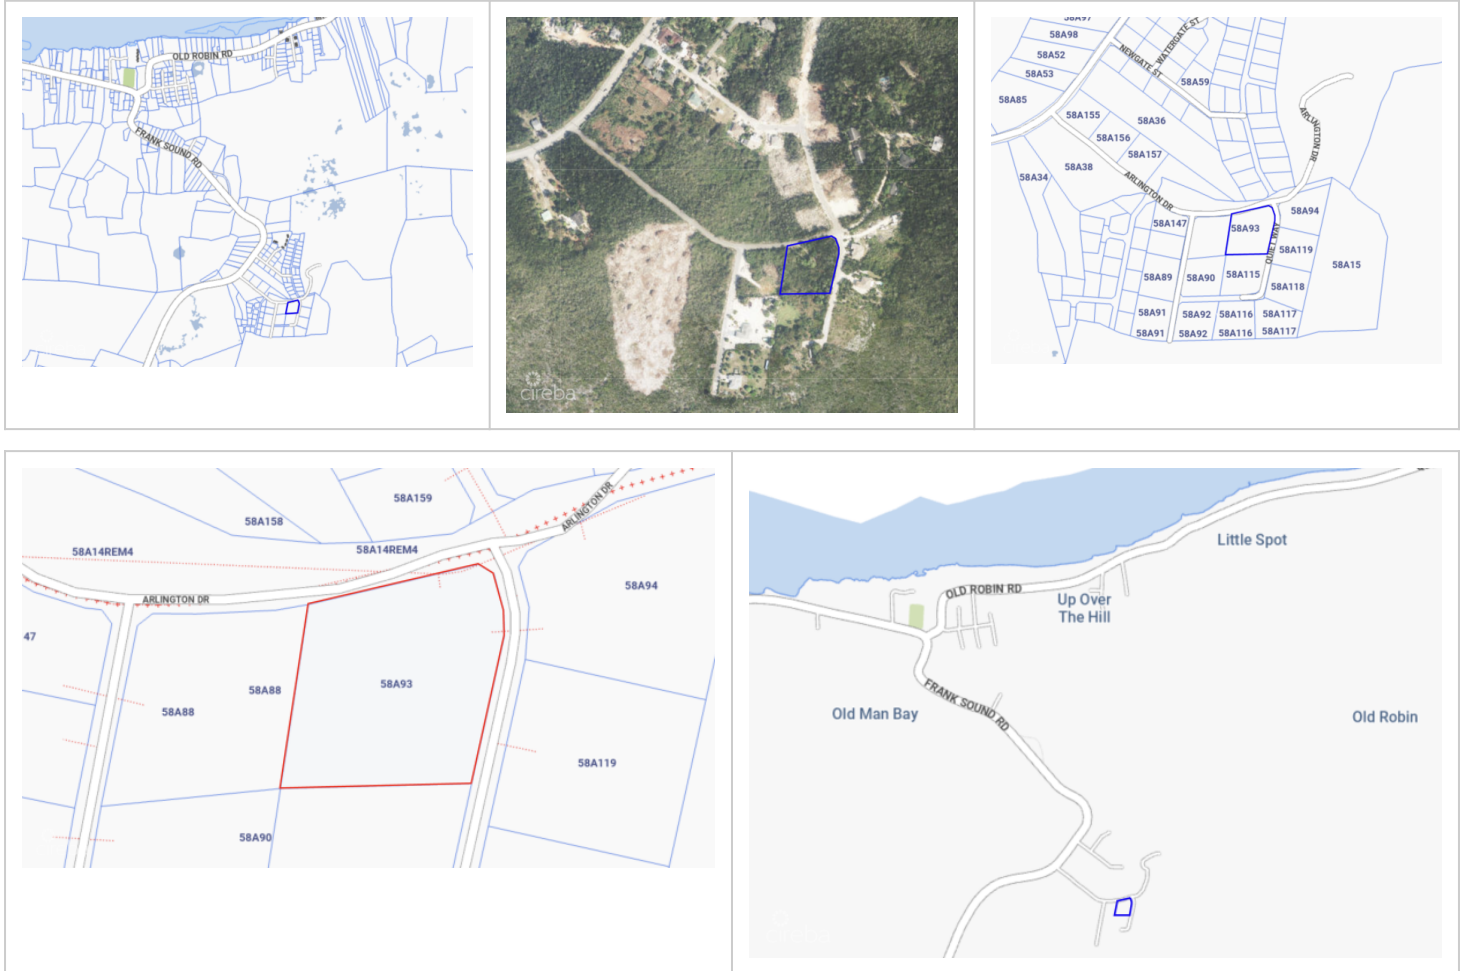 OLD ROBIN RD
FRANK SOUND RD
cireba
58A97
58A98
58A52
58A53
58A85
NEWGATE ST
WATERGATE ST
58A59
58A155
58A36
58A156
58A157
58A38
58A34
ARLINGTON DR
ARLINGTON DR
58A147
58A93
58A94
QUIET WAY
58A119
58A15
58A89
58A90
58A115
58A118
58A91
58A92
58A116
58A117
58A91
58A92
58A116
58A117
58A159
58A158
58A14REM4
58A14REM4
ARLINGTON DR
ARLINGTON DR
58A94
47
58A88
58A88
58A93
58A119
58A90
Little Spot
OLD ROBIN RD
Up Over
The Hill
FRANK SOUND RD
Old Man Bay
Old Robin